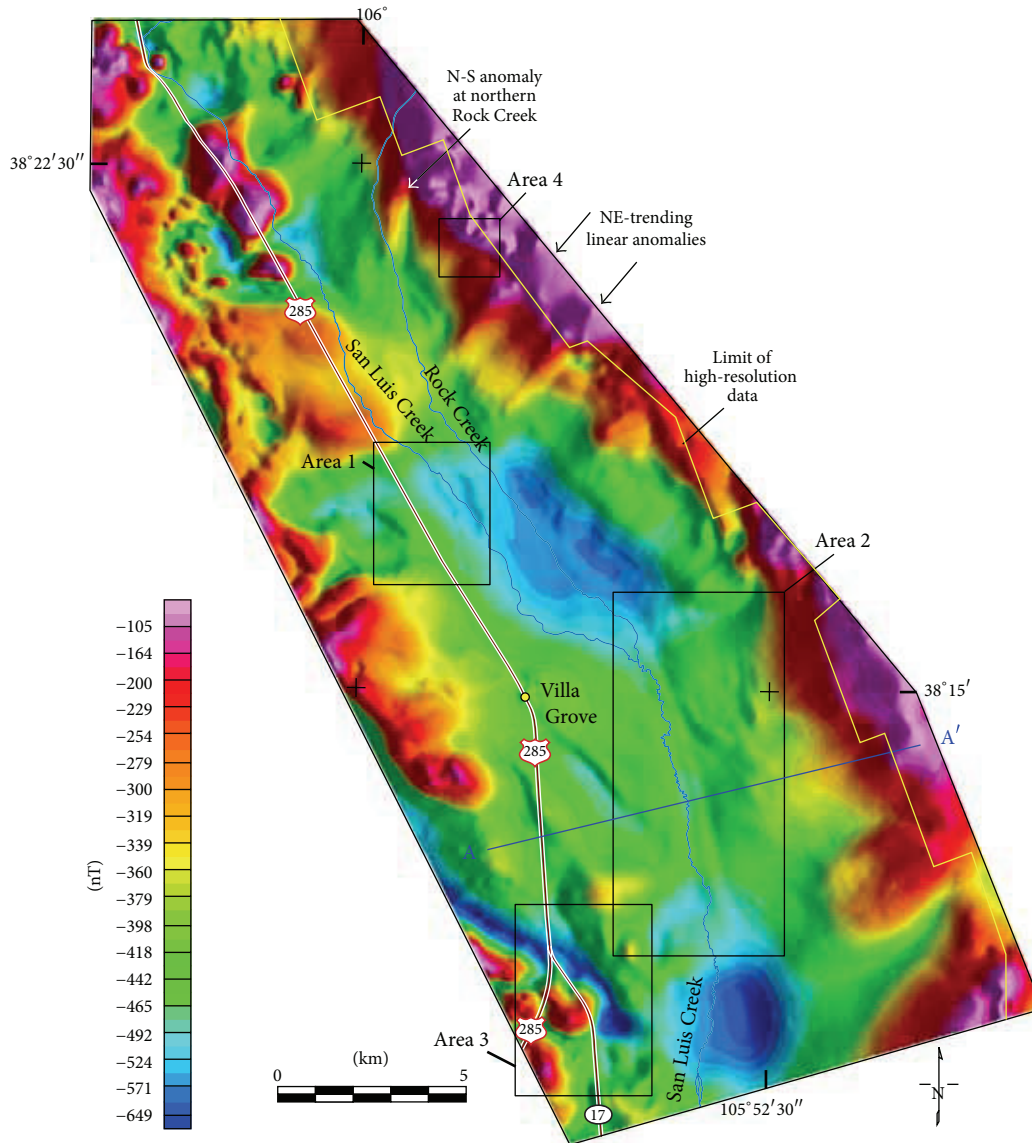 106°
N-S anomaly
at northern
Rock Creek
38°22′30″
Area 4
NE-trending
linear anomalies
285
San Luis Creek
Rock Creek
Limit of
high-resolution
data
Area 1
Area 2
−105
−164
−200
−229
−254
−279
−300
−319
−339
−360
−379
−398
−418
−442
−465
−492
−524
−571
−649
(nT)
Villa
Grove
38°15′
285
A′
A
San Luis Creek
285
Area 3
(km)
0
5
17
105°52′30″
N